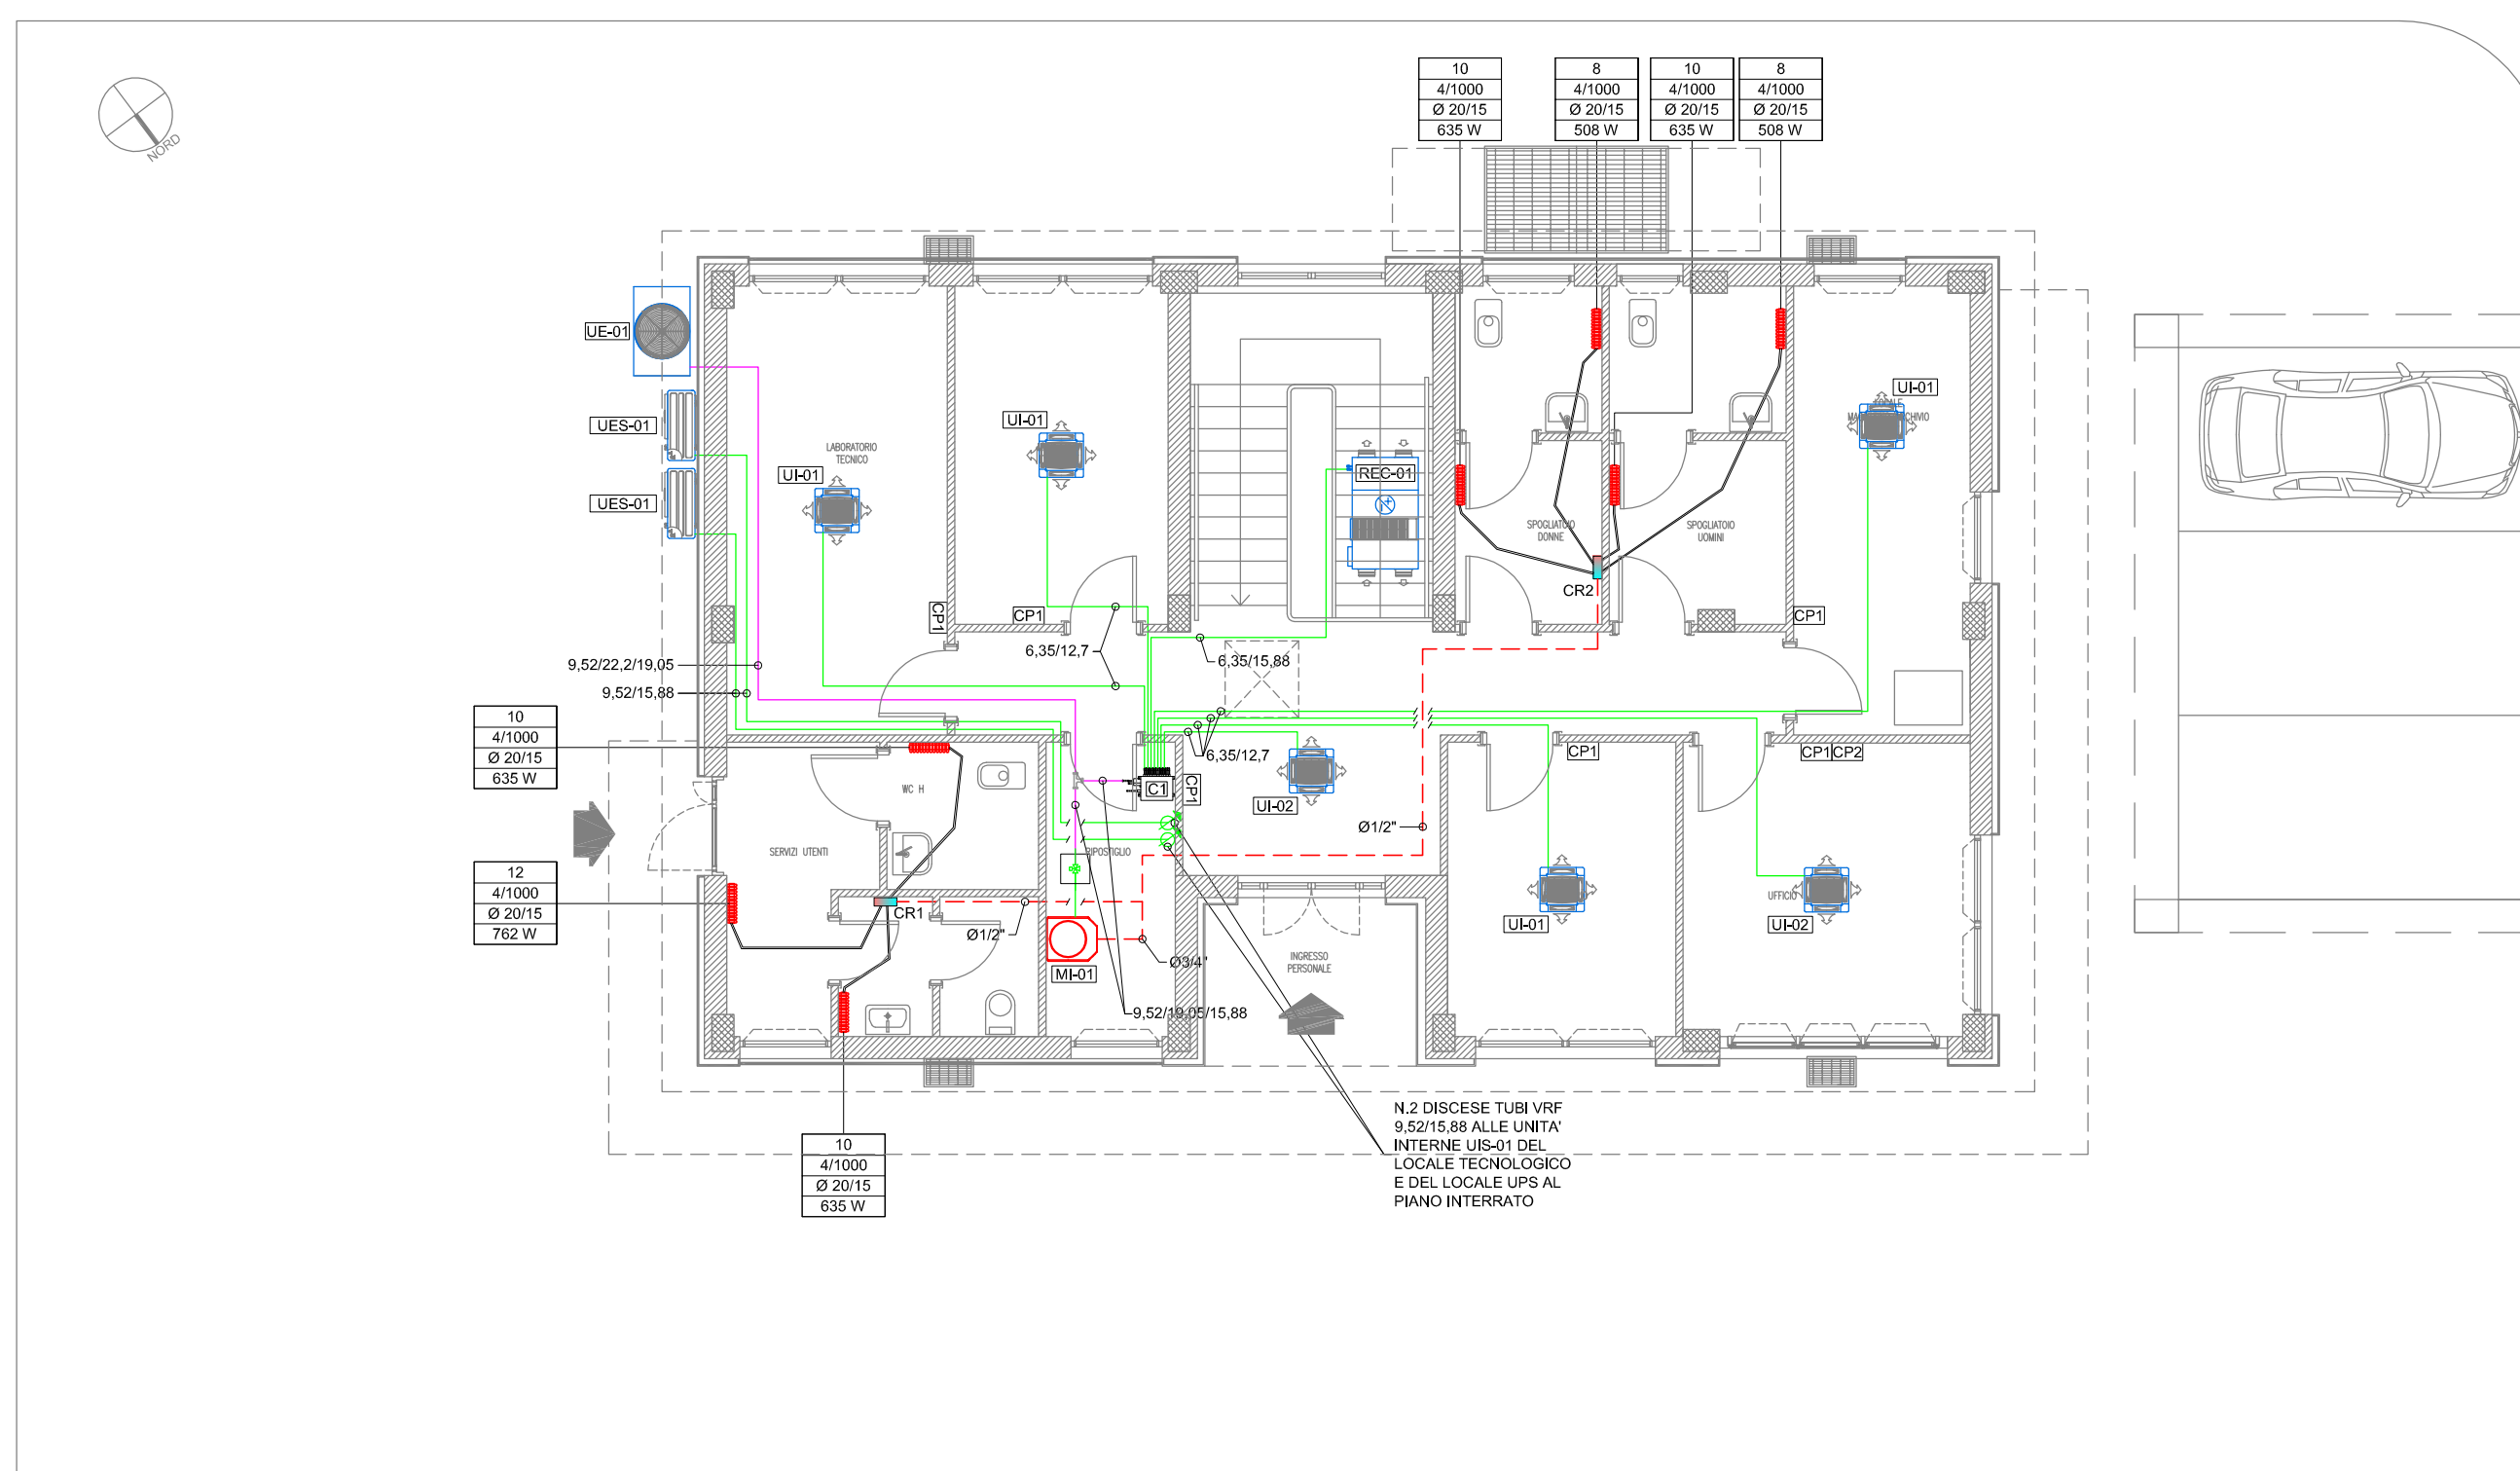 NORD
10
4/1000
Ø 20/15
635 W
8
4/1000
Ø 20/15
508 W
10
4/1000
Ø 20/15
635 W
8
4/1000
Ø 20/15
508 W
UE-01
UES-01
UES-01
LABORATORIO
TECNICO
UI-01
UI-01
REC-01
UI-01
SPOGLIATOIO
DONNE
SPOGLIATOIO
UOMINI
CR2
CP1
CP1
CP1
6,35/12,7
6,35/15,88
9,52/22,2/19,05
9,52/15,88
10
4/1000
Ø 20/15
635 W
6,35/12,7
CP1
CP1
CP2
C1
CP1
WC H
UI-02
Ø1/2"
SERVIZI UTENTI
RIPOSTIGLIO
12
4/1000
Ø 20/15
762 W
CR1
Ø1/2"
UI-01
UFFICIO
UI-02
MI-01
Ø3/4"
INGRESSO
PERSONALE
9,52/19,05/15,88
N.2 DISCESE TUBI VRF
9,52/15,88 ALLE UNITA'
INTERNE UIS-01 DEL
LOCALE TECNOLOGICO
E DEL LOCALE UPS AL
PIANO INTERRATO
10
4/1000
Ø 20/15
635 W